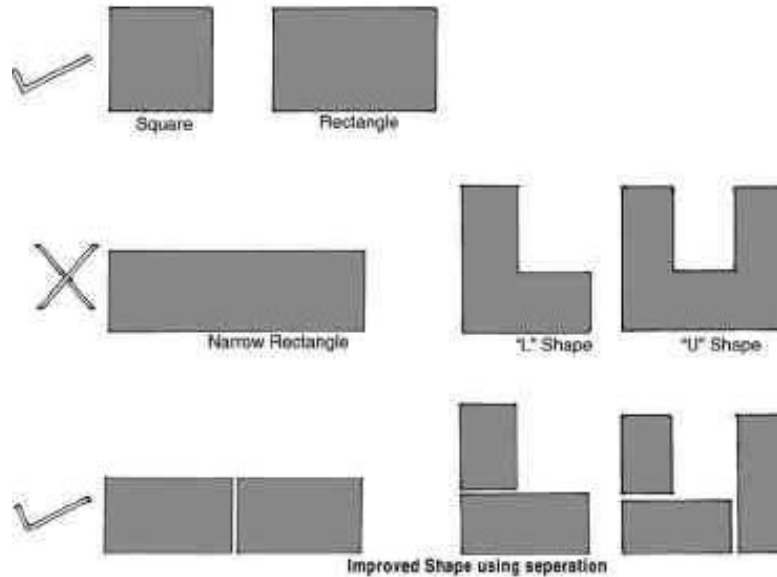 Square
Rectangle
Narrow Rectangle
"L" Shape
"U" Shape
Improved Shape using seperation